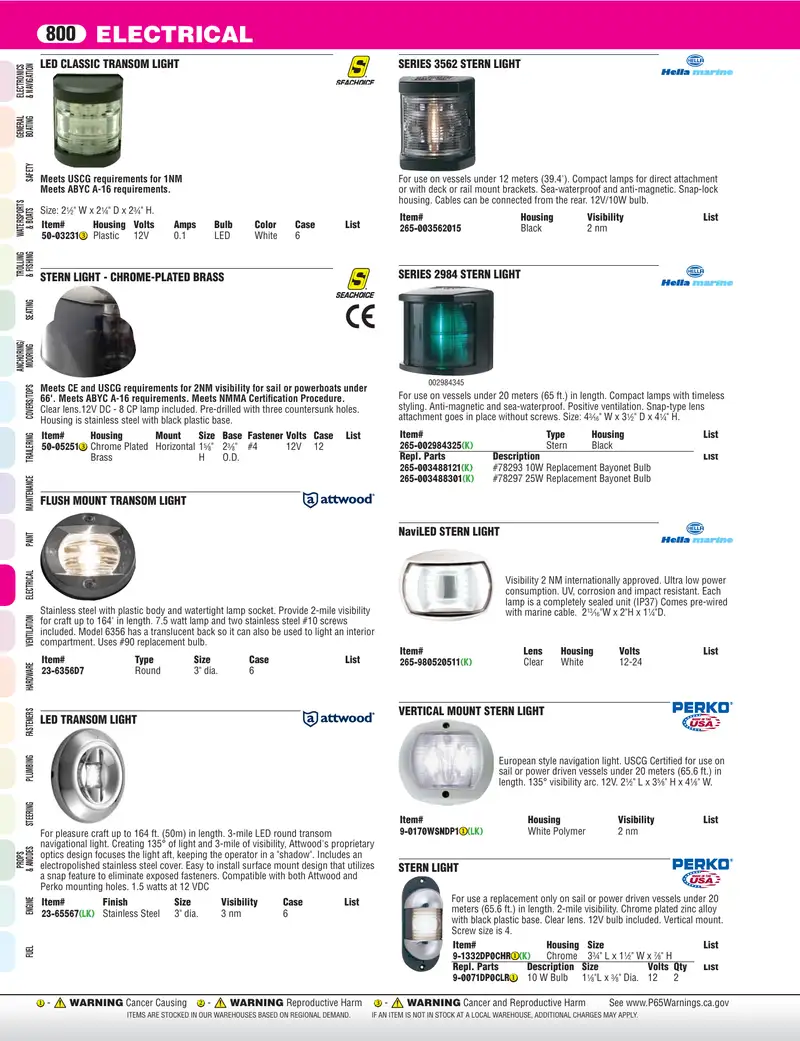 800 ELECTRICAL
ELECTRONICS & NAVIGATION
GENERAL BOATING
SAFETY
WATERSPORTS & BOATS
TROLLING & FISHING
SEATING
ANCHORING/ MOORING
COVERS/TOPS
TRAILERING
MAINTENANCE
PAINT
ELECTRICAL
VENTILATION
HARDWARE
FASTENERS
PLUMBING
STEERING
PROPS & ANODES
ENGINE
FUEL
LED CLASSIC TRANSOM LIGHT
SEACHOICE
Meets USCG requirements for 1NM
Meets ABYC A-16 requirements.
Size: 2½" W x 2¼" D x 2¾" H.
Item# Housing Volts Amps Bulb Color Case List
50-03231 3 Plastic 12V 0.1 LED White 6
STERN LIGHT - CHROME-PLATED BRASS
SEACHOICE
CE
Meets CE and USCG requirements for 2NM visibility for sail or powerboats under
66'. Meets ABYC A-16 requirements. Meets NMMA Certification Procedure.
Clear lens.12V DC - 8 CP lamp included. Pre-drilled with three countersunk holes.
Housing is stainless steel with black plastic base.
Item# Housing Mount Size Base Fastener Volts Case List
50-05251 3 Chrome Plated Horizontal 1⅝" 2⅜" #4 12V 12
Brass H O.D.
FLUSH MOUNT TRANSOM LIGHT
attwood
Stainless steel with plastic body and watertight lamp socket. Provide 2-mile visibility
for craft up to 164' in length. 7.5 watt lamp and two stainless steel #10 screws
included. Model 6356 has a translucent back so it can also be used to light an interior
compartment. Uses #90 replacement bulb.
Item# Type Size Case List
23-6356D7 Round 3" dia. 6
LED TRANSOM LIGHT
attwood
For pleasure craft up to 164 ft. (50m) in length. 3-mile LED round transom
navigational light. Creating 135° of light and 3-mile of visibility, Attwood's proprietary
optics design focuses the light aft, keeping the operator in a "shadow". Includes an
electropolished stainless steel cover. Easy to install surface mount design that utilizes
a snap feature to eliminate exposed fasteners. Compatible with both Attwood and
Perko mounting holes. 1.5 watts at 12 VDC
Item# Finish Size Visibility Case List
23-65567(LK) Stainless Steel 3" dia. 3 nm 6
SERIES 3562 STERN LIGHT
HELLA
Hella marine
For use on vessels under 12 meters (39.4'). Compact lamps for direct attachment
or with deck or rail mount brackets. Sea-waterproof and anti-magnetic. Snap-lock
housing. Cables can be connected from the rear. 12V/10W bulb.
Item# Housing Visibility List
265-003562015 Black 2 nm
SERIES 2984 STERN LIGHT
HELLA
Hella marine
002984345
For use on vessels under 20 meters (65 ft.) in length. Compact lamps with timeless
styling. Anti-magnetic and sea-waterproof. Positive ventilation. Snap-type lens
attachment goes in place without screws. Size: 4³⁄₁₆" W x 3½" D x 4¼" H.
Item# Type Housing List
265-002984325(K) Stern Black
Repl. Parts Description List
265-003488121(K) #78293 10W Replacement Bayonet Bulb
265-003488301(K) #78297 25W Replacement Bayonet Bulb
NaviLED STERN LIGHT
HELLA
Hella marine
Visibility 2 NM internationally approved. Ultra low power
consumption. UV, corrosion and impact resistant. Each
lamp is a completely sealed unit (IP37) Comes pre-wired
with marine cable. 2¹³⁄₁₆"W x 2"H x 1¼"D.
Item# Lens Housing Volts List
265-980520511(K) Clear White 12-24
VERTICAL MOUNT STERN LIGHT
PERKO
MADE IN THE USA
European style navigation light. USCG Certified for use on
sail or power driven vessels under 20 meters (65.6 ft.) in
length. 135° visibility arc. 12V. 2½" L x 3⅜" H x 4⅛" W.
Item# Housing Visibility List
9-0170WSNDP1 1 (LK) White Polymer 2 nm
STERN LIGHT
PERKO
MADE IN THE USA
For use a replacement only on sail or power driven vessels under 20
meters (65.6 ft.) in length. 2-mile visibility. Chrome plated zinc alloy
with black plastic base. Clear lens. 12V bulb included. Vertical mount.
Screw size is 4.
Item# Housing Size List
9-1332DP0CHR 1 (K) Chrome 3¾" L x 1½" W x ⅞" H
Repl. Parts Description Size Volts Qty List
9-0071DP0CLR 1 10 W Bulb 1⅛"L x ⅜" Dia. 12 2
1 - WARNING Cancer Causing 2 - WARNING Reproductive Harm 3 - WARNING Cancer and Reproductive Harm See www.P65Warnings.ca.gov
ITEMS ARE STOCKED IN OUR WAREHOUSES BASED ON REGIONAL DEMAND. IF AN ITEM IS NOT IN STOCK AT A LOCAL WAREHOUSE, ADDITIONAL CHARGES MAY APPLY.